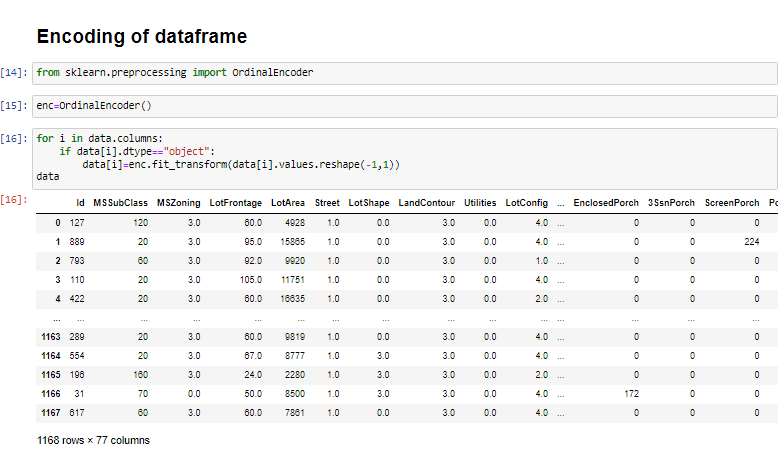 Encoding of dataframe
[14]: from sklearn.preprocessing import OrdinalEncoder
[15]: enc=OrdinalEncoder()
[16]: for i in data.columns:
if data[i].dtype=="object":
data[i]=enc.fit_transform(data[i].values.reshape(-1,1))
data
[16]:
Id MSSubClass MSZoning LotFrontage LotArea Street LotShape LandContour Utilities LotConfig ... EnclosedPorch 3SsnPorch ScreenPorch Po
0 127 120 3.0 60.0 4928 1.0 0.0 3.0 0.0 4.0 ... 0 0 0
1 889 20 3.0 95.0 15865 1.0 0.0 3.0 0.0 4.0 ... 0 0 224
2 793 60 3.0 92.0 9920 1.0 0.0 3.0 0.0 1.0 ... 0 0 0
3 110 20 3.0 105.0 11751 1.0 0.0 3.0 0.0 4.0 ... 0 0 0
4 422 20 3.0 60.0 16635 1.0 0.0 3.0 0.0 2.0 ... 0 0 0
... ... ... ... ... ... ... ... ... ... ... ... ... ... ...
1163 289 20 3.0 60.0 9819 1.0 0.0 3.0 0.0 4.0 ... 0 0 0
1164 554 20 3.0 67.0 8777 1.0 3.0 3.0 0.0 4.0 ... 0 0 0
1165 196 160 3.0 24.0 2280 1.0 3.0 3.0 0.0 2.0 ... 0 0 0
1166 31 70 0.0 50.0 8500 1.0 3.0 3.0 0.0 4.0 ... 172 0 0
1167 617 60 3.0 60.0 7861 1.0 0.0 3.0 0.0 4.0 ... 0 0 0
1168 rows × 77 columns